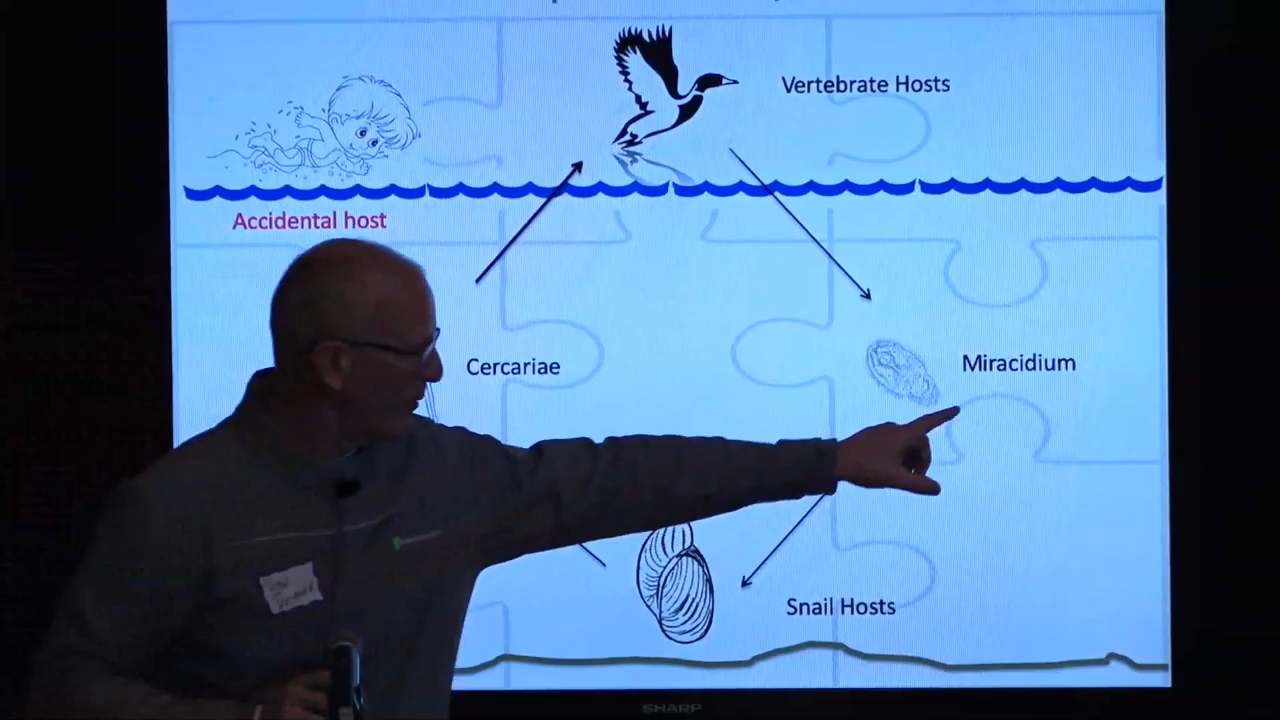 Vertebrate Hosts
Accidental host
Cercariae
Miracidium
Snail Hosts
SHARP